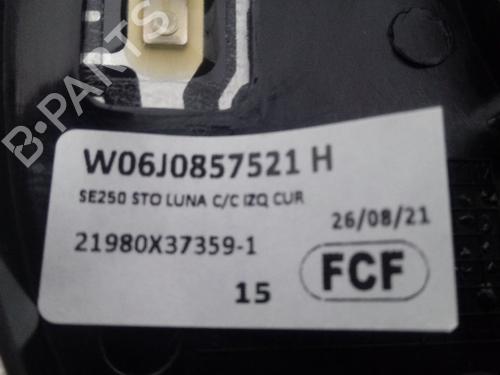 B-PARTS
W06J0857521 H
SE250 STO LUNA C/C IZQ CUR
26/08/21
21980X37359-1
15
FCF